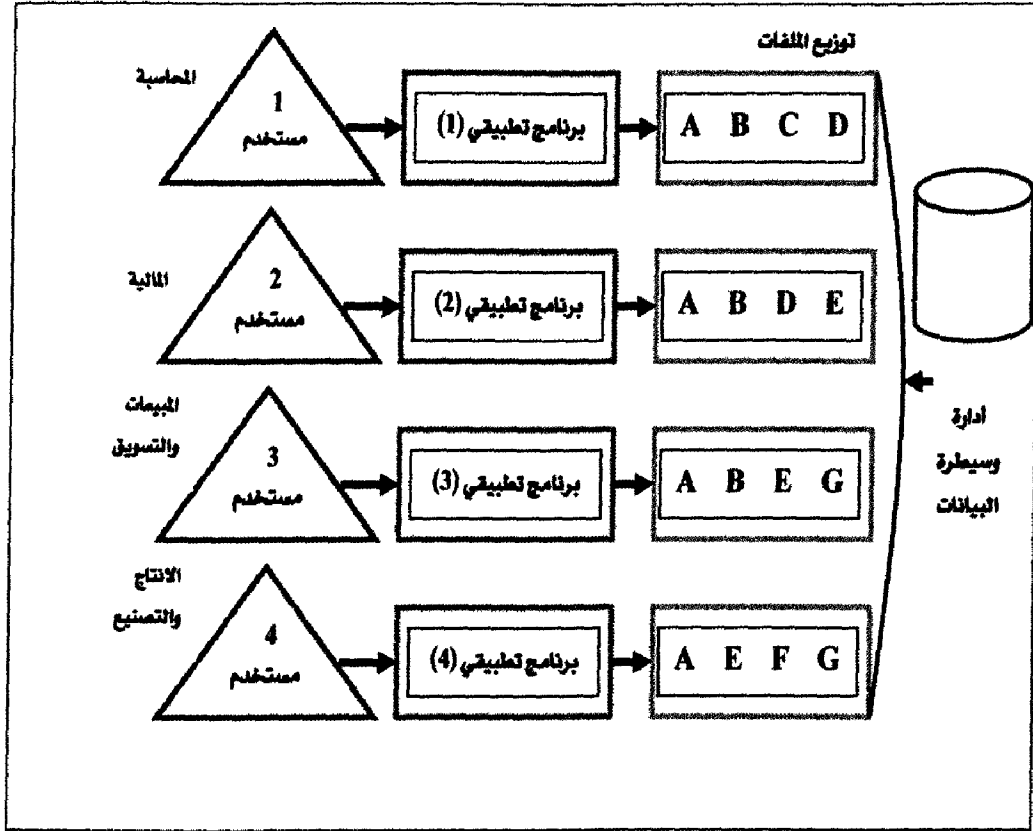 توزيع الملفات
المحاسبة
1
مستخدم
برنامج تطبيقي (1)
A B C D
المالية
2
مستخدم
برنامج تطبيقي (2)
A B D E
المبيعات
والتسويق
3
مستخدم
برنامج تطبيقي (3)
A B E G
الانتاج
والتصنيع
4
مستخدم
برنامج تطبيقي (4)
A E F G
أدارة
وسيطرة
البيانات